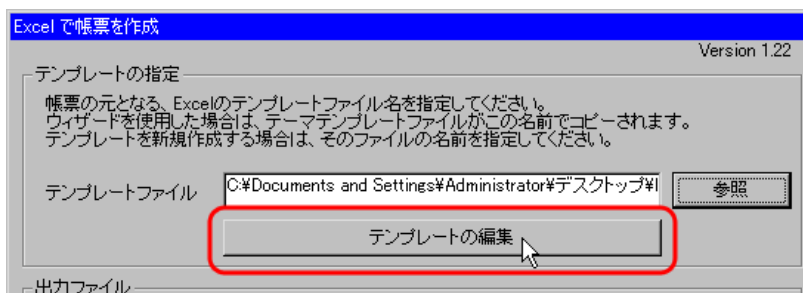 Excel で帳票を作成
Version 1.22
テンプレートの指定
帳票の元となる、Excelのテンプレートファイル名を指定してください。
ウィザードを使用した場合は、テーマテンプレートファイルがこの名前でコピーされます。
テンプレートを新規作成する場合は、そのファイルの名前を指定してください。
テンプレートファイル C:¥Documents and Settings¥Administrator¥デスクトップ¥I 参照
テンプレートの編集
出力ファイル